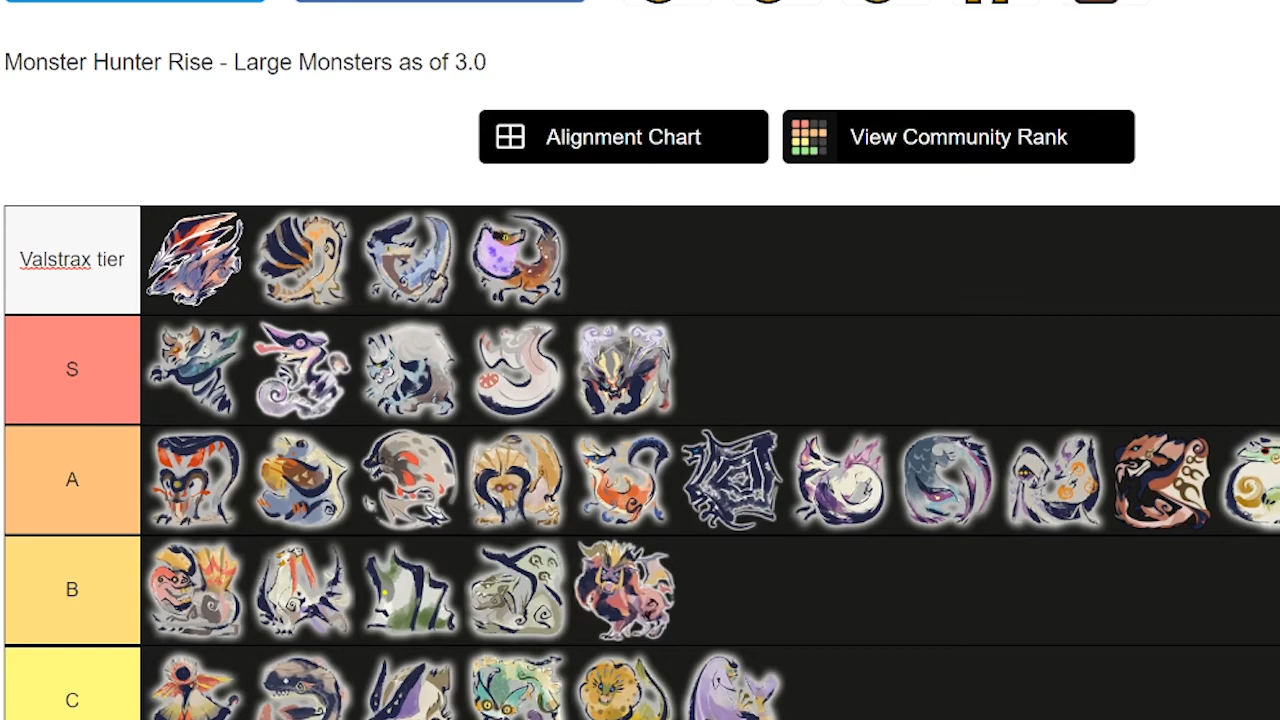 Monster Hunter Rise - Large Monsters as of 3.0
Alignment Chart
View Community Rank
Valstrax tier
S
A
B
C